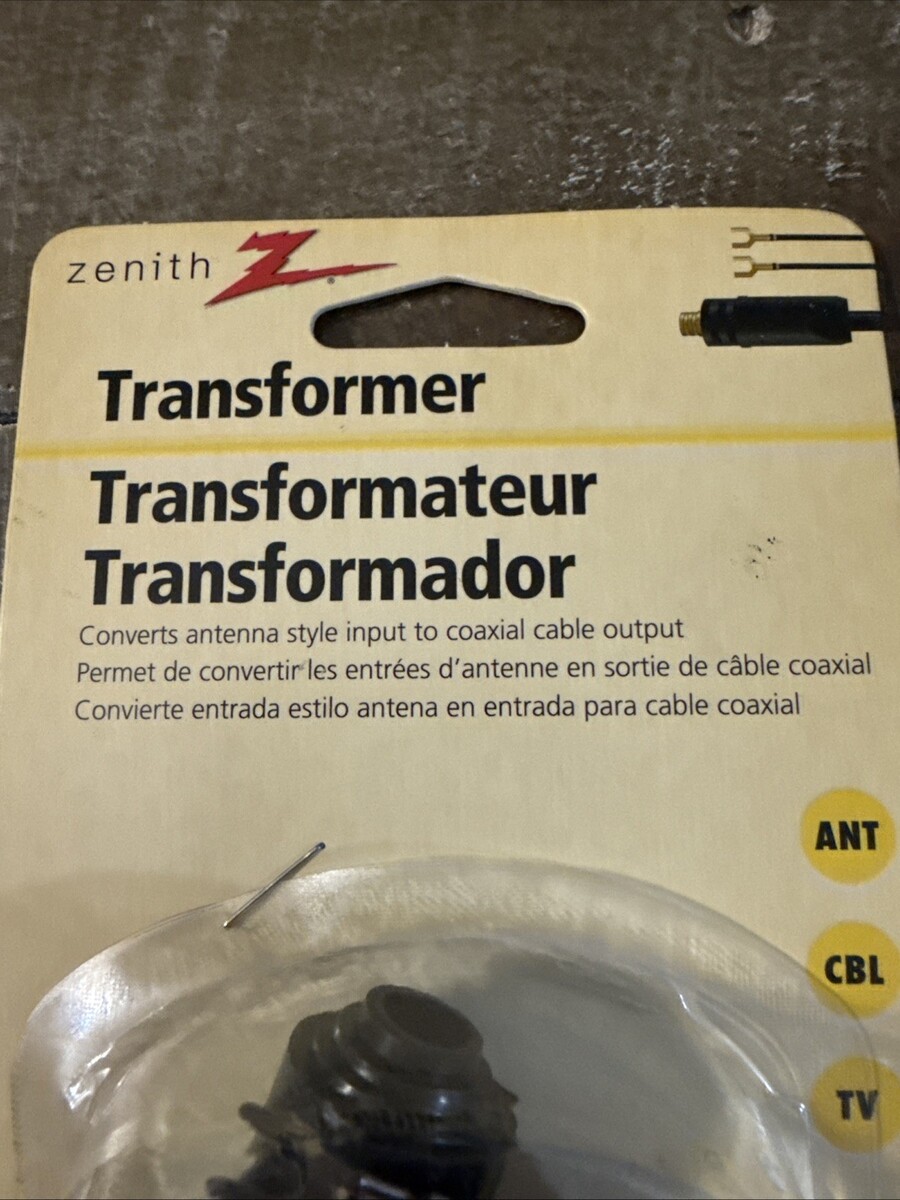 zenith
Transformer
Transformateur
Transformador
Converts antenna style input to coaxial cable output
Permet de convertir les entrées d'antenne en sortie de câble coaxial
Convierte entrada estilo antena en entrada para cable coaxial
ANT
CBL
TV